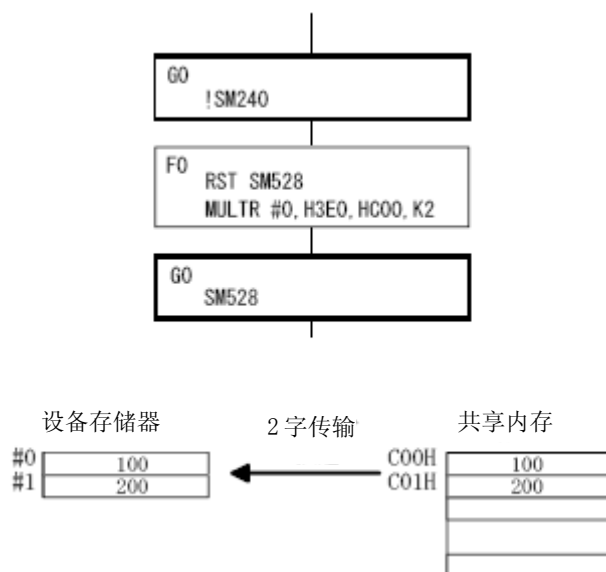 G0
!SM240
F0
RST SM528
MULTR #0, H3E0, HC00, K2
G0
SM528
设备存储器 2字传输 共享内存
#0 100 C00H 100
#1 200 C01H 200